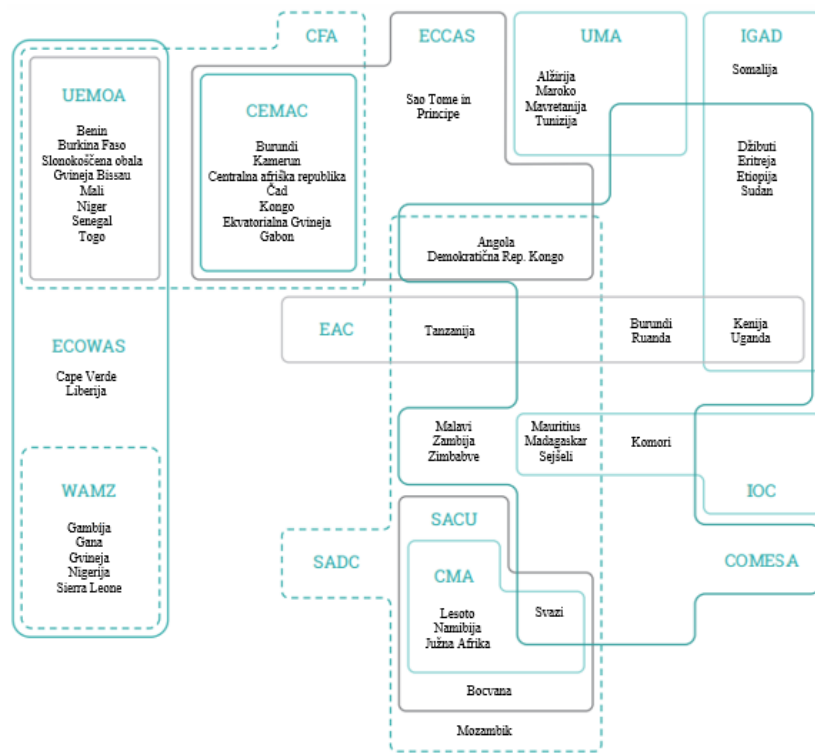 CFA
ECCAS
UMA
IGAD
UEMOA
Benin
Burkina Faso
Slonokoščena obala
Gvineja Bissau
Mali
Niger
Senegal
Togo
CEMAC
Burundi
Kamerun
Centralna afriška republika
Čad
Kongo
Ekvatorialna Gvineja
Gabon
Sao Tome in
Principe
Alžirija
Maroko
Mavretanija
Tunizija
Somalija
Džibuti
Eritreja
Etiopija
Sudan
Angola
Demokratična Rep. Kongo
EAC
Tanzanija
Burundi
Ruanda
Kenija
Uganda
ECOWAS
Cape Verde
Liberija
Malavi
Zambija
Zimbabve
Mauritius
Madagaskar
Sejšeli
Komori
IOC
WAMZ
Gambija
Gana
Gvineja
Nigerija
Sierra Leone
SADC
SACU
CMA
Lesoto
Namibija
Južna Afrika
Svazi
COMESA
Bocvana
Mozambik